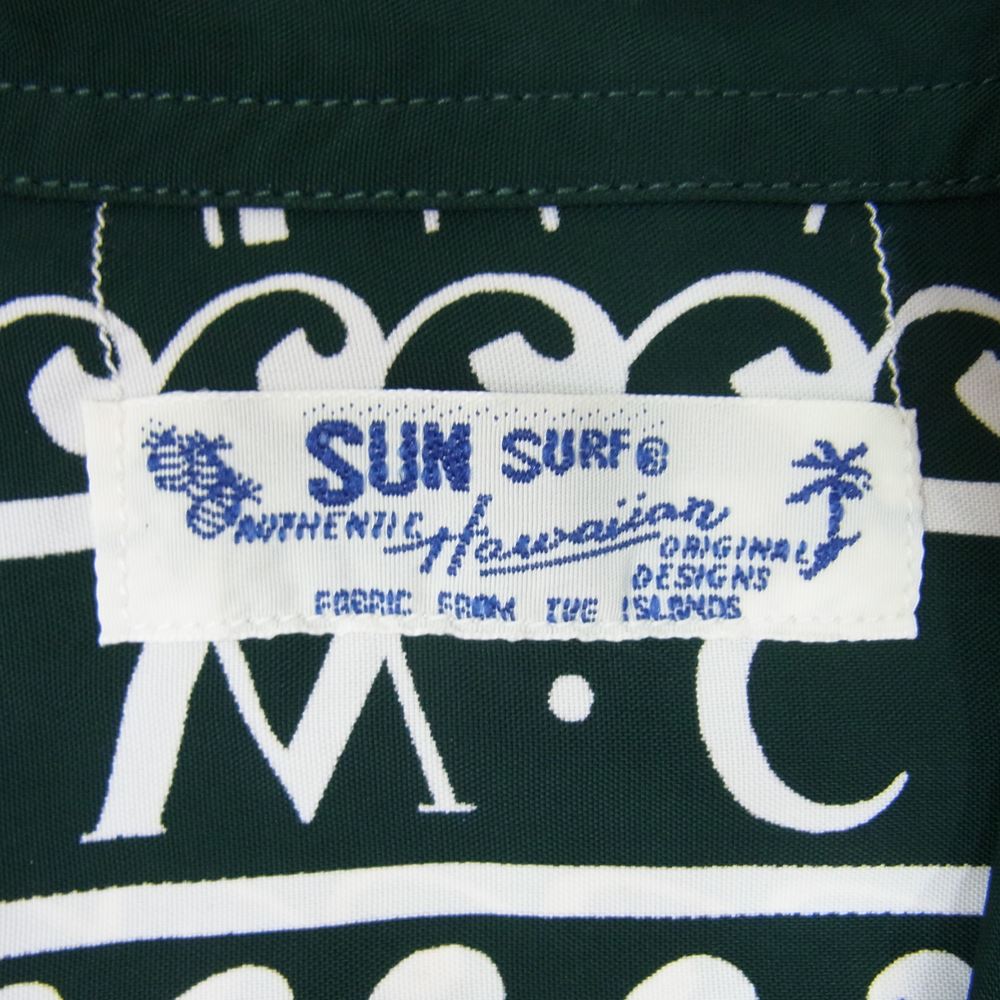 SUN SURF®
AUTHENTIC Hawaiian ORIGINAL
DESIGNS
FABRIC FROM THE ISLANDS
M·C